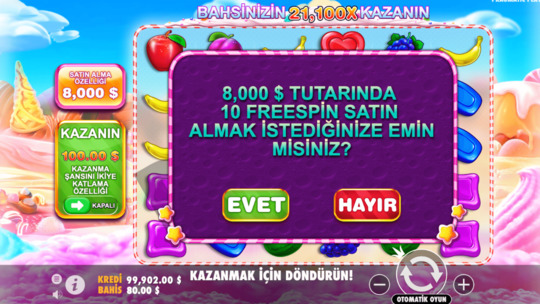 BAHSİNİZİN 21,100X KAZANIN
SATIN ALMA
ÖZELLİĞİ
8,000 $
KAZANIN
100.00 $
KAZANMA
ŞANSINI İKİYE
KATLAMA
ÖZELLİĞİ
KAPALI
8,000 $ TUTARINDA
10 FREESPIN SATIN
ALMAK İSTEDİĞİNİZE EMİN
MİSİNİZ?
EVET
HAYIR
KREDİ 99,902.00 $
BAHİS 80.00 $
KAZANMAK İÇİN DÖNDÜRÜN!
OTOMATİK OYUN